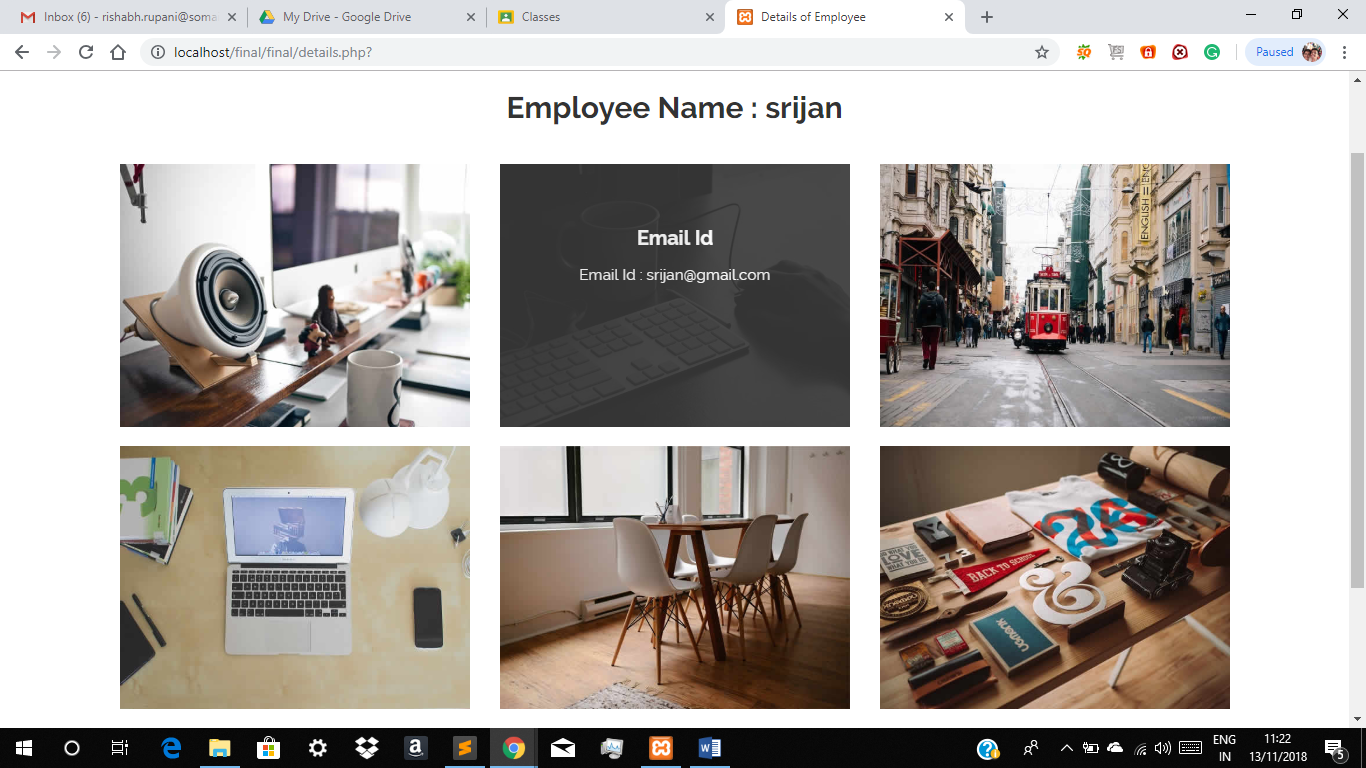 Inbox (6) - rishabh.rupani@soma
My Drive - Google Drive
Classes
Details of Employee
localhost/final/final/details.php?
Paused
Employee Name : srijan
Email Id
Email Id : srijan@gmail.com
ENGLISH = ENG
LOVE
BACK TO SCHOOL
&
ENG
11:22
IN
13/11/2018
5